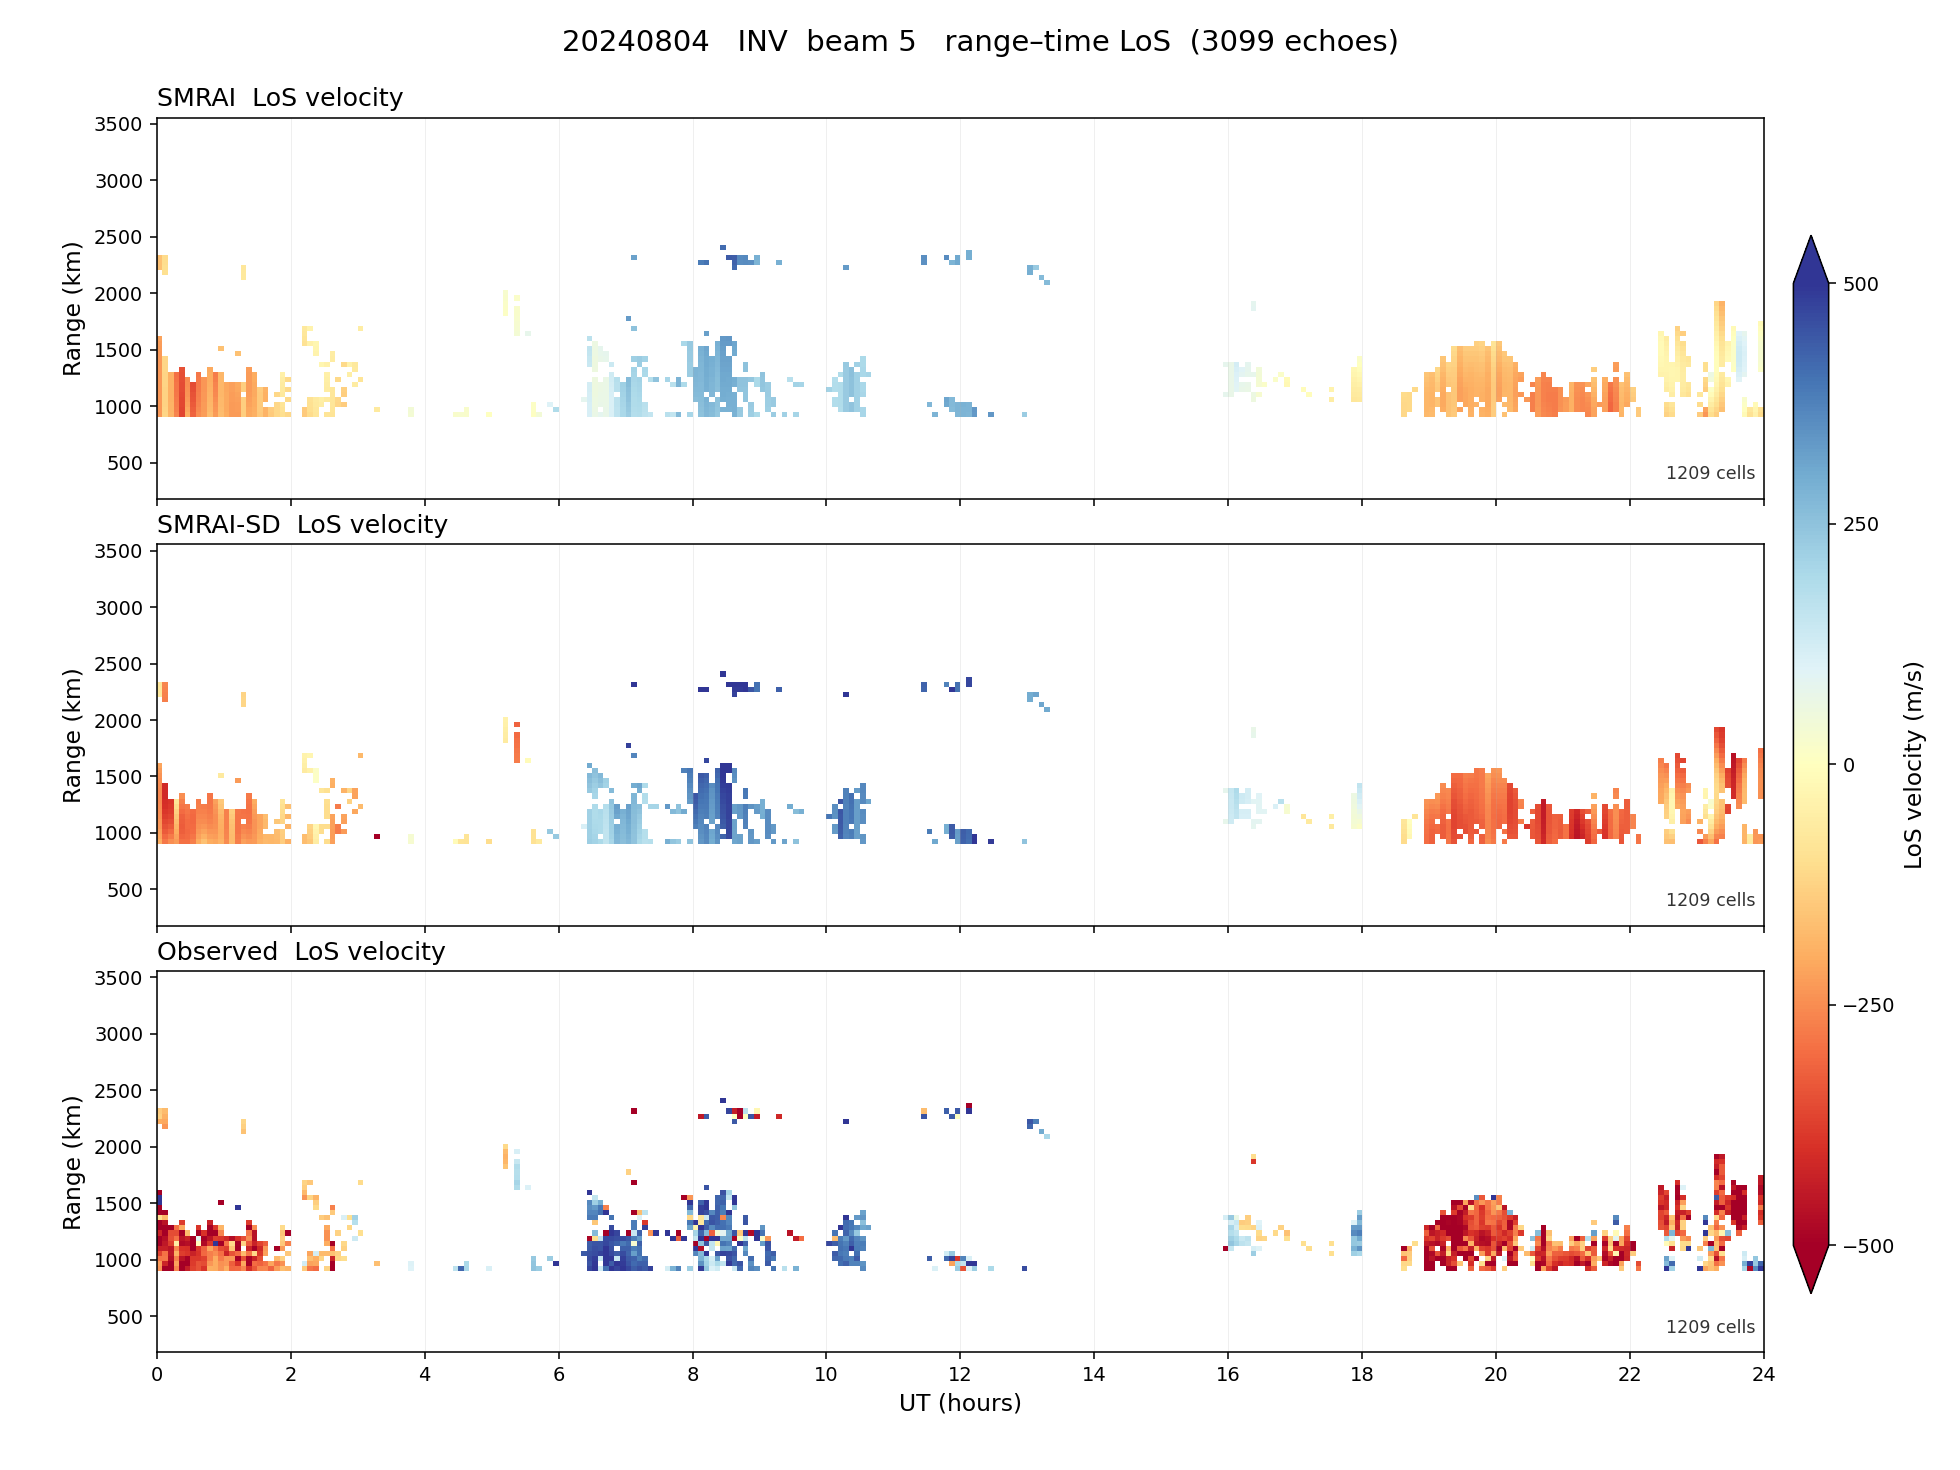 20240804   INV  beam 5   range–time LoS  (3099 echoes)
SMRAI  LoS velocity
3500
3000
2500
2000
1500
1000
500
Range (km)
1209 cells
SMRAI-SD  LoS velocity
3500
3000
2500
2000
1500
1000
500
Range (km)
1209 cells
Observed  LoS velocity
3500
3000
2500
2000
1500
1000
500
Range (km)
1209 cells
0 2 4 6 8 10 12 14 16 18 20 22 24
UT (hours)
500
250
0
−250
−500
LoS velocity (m/s)